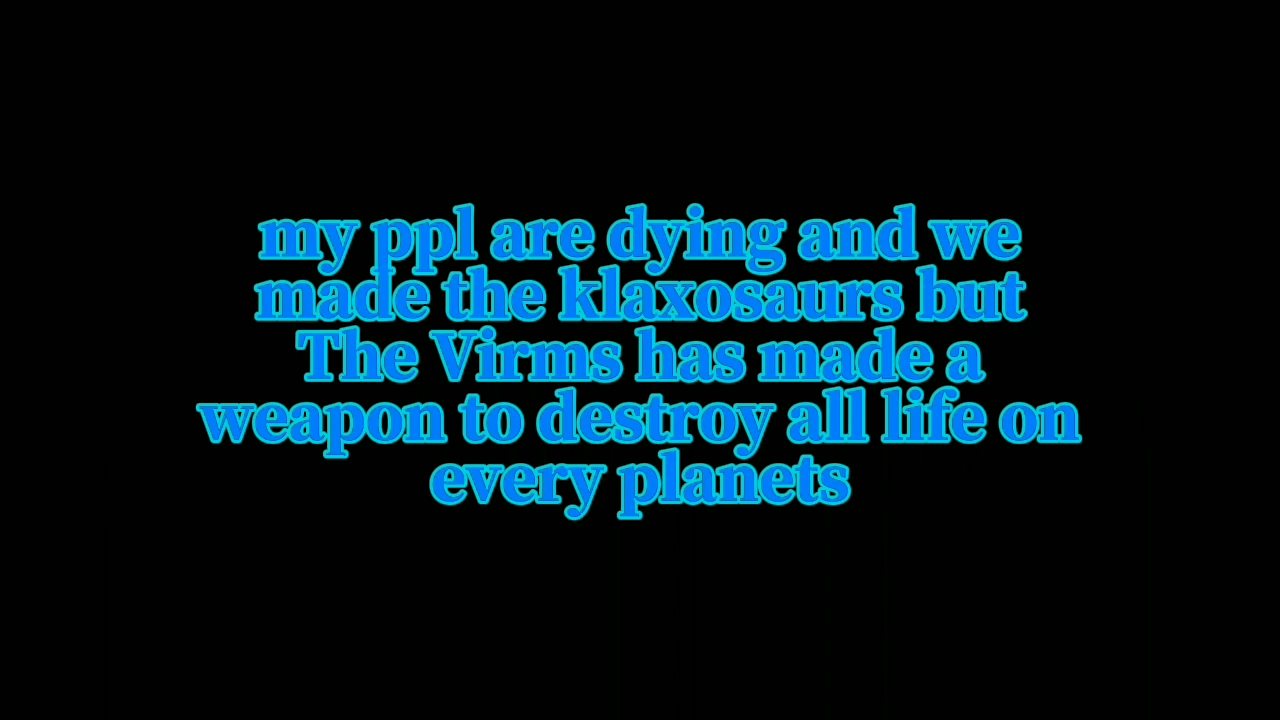 my ppl are dying and we
made the klaxosaurs but
The Virms has made a
weapon to destroy all life on
every planets